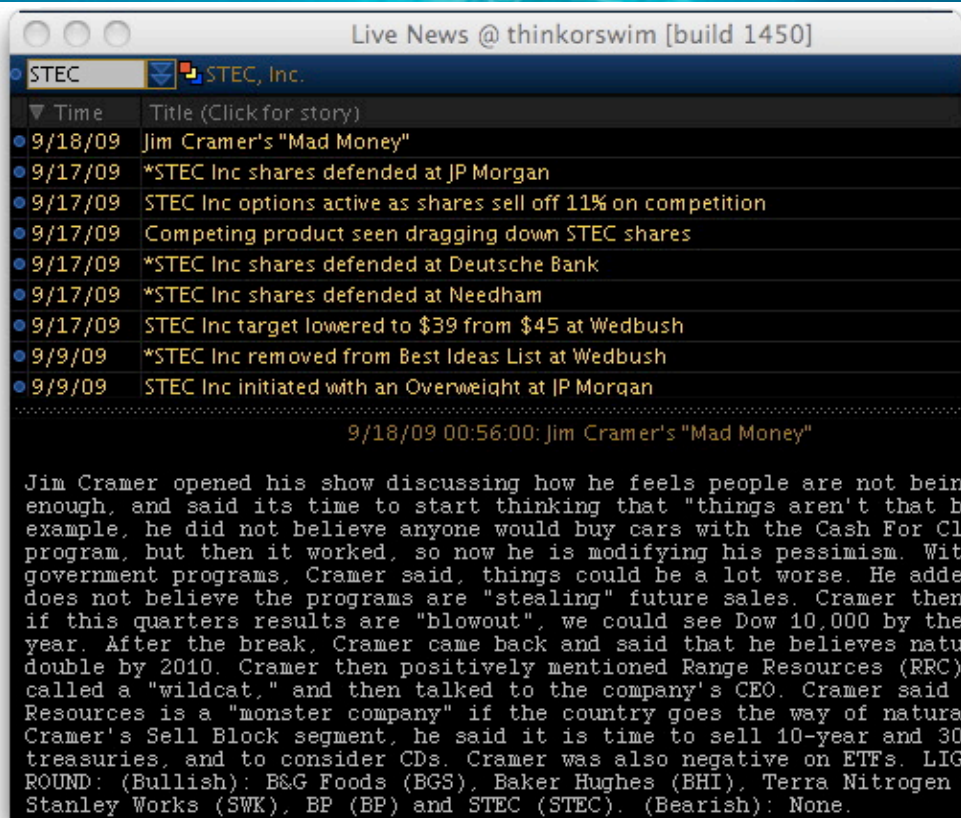 Live News @ thinkorswim [build 1450]
STEC STEC, Inc.
Time Title (Click for story)
9/18/09 Jim Cramer's "Mad Money"
9/17/09 *STEC Inc shares defended at JP Morgan
9/17/09 STEC Inc options active as shares sell off 11% on competition
9/17/09 Competing product seen dragging down STEC shares
9/17/09 *STEC Inc shares defended at Deutsche Bank
9/17/09 *STEC Inc shares defended at Needham
9/17/09 STEC Inc target lowered to $39 from $45 at Wedbush
9/9/09 *STEC Inc removed from Best Ideas List at Wedbush
9/9/09 STEC Inc initiated with an Overweight at JP Morgan
9/18/09 00:56:00: Jim Cramer's "Mad Money"
Jim Cramer opened his show discussing how he feels people are not bein
enough, and said its time to start thinking that "things aren't that b
example, he did not believe anyone would buy cars with the Cash For Cl
program, but then it worked, so now he is modifying his pessimism. Wit
government programs, Cramer said, things could be a lot worse. He adde
does not believe the programs are "stealing" future sales. Cramer then
if this quarters results are "blowout", we could see Dow 10,000 by the
year. After the break, Cramer came back and said that he believes natu
double by 2010. Cramer then positively mentioned Range Resources (RRC)
called a "wildcat," and then talked to the company's CEO. Cramer said
Resources is a "monster company" if the country goes the way of natura
Cramer's Sell Block segment, he said it is time to sell 10-year and 30
treasuries, and to consider CDs. Cramer was also negative on ETFs. LIG
ROUND: (Bullish): B&G Foods (BGS), Baker Hughes (BHI), Terra Nitrogen
Stanley Works (SWK), BP (BP) and STEC (STEC). (Bearish): None.